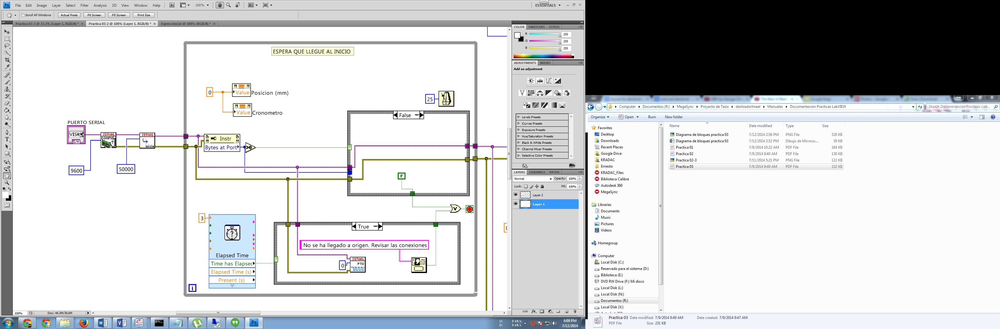 Ps File Edit Image Layer Select Filter Analysis 3D View Window Help Br 100% ESSENTIALS
Scroll All Windows Actual Pixels Fit Screen Fill Screen Print Size
Practica 03-3 @ 33.3% (Layer 1, RGB/8) * Practica 03-2 @ 100% (Layer 1, RGB/8) * Espera Inicial @ 100% (RGB/8) *
ESPERA QUE LLEGUE AL INICIO
0 Value Posicion (mm)
Value Cronometro
25
False
PUERTO SERIAL
VISA
I/O
SERIAL
CONFIG
SERIAL
inicio
9600
50000
Instr
Bytes at Port
>0
?
F
V
3
?
Elapsed Time
Time has Elapsed
Elapsed Time (s)
Present (s)
True
No se ha llegado a origen. Revisar las conexiones
?
0
SERIAL
PTO
i
100% Doc: 44.3M/30.6M
COLOR SWATCHES STYLES
R 255
G 255
B 255
ADJUSTMENTS MASKS
Add an adjustment
Levels Presets
Curves Presets
Exposure Presets
Hue/Saturation Presets
Black & White Presets
Channel Mixer Presets
Selective Color Presets
LAYERS CHANNELS PATHS
Normal Opacity: 100%
Lock: Fill: 100%
Layer 2
Layer 1
U: 0 kB/s
D: 0 kB/s
6:09 PM
7/12/2014
Computer Documentos (R:) MegaSync Proyecto de Tesis deslizadorlineal Manuales Documentacion Practicas LabVIEW
Search Documentacion Practicas Lab...
Organize Open Burn New folder
Name Date modified Type Size
Diagrama de bloques practica 03 7/12/2014 2:56 PM PNG File 520 KB
Diagrama de bloques practica 03 7/12/2014 2:52 PM Dibujo de Microso... 39 KB
Practica 01 7/9/2014 10:22 AM PDF File 164 KB
Practica 02 7/9/2014 9:40 AM PDF File 130 KB
Practica 02-3 7/11/2014 5:21 PM PNG File 122 KB
Practica 03 7/9/2014 9:49 AM PDF File 232 KB
Favorites
Desktop
Downloads
Recent Places
Google Drive
KRADAC
Ernesto
KRADAC_Files
Biblioteca Calibre
Autodesk 360
MegaSync
Libraries
Documents
Music
Pictures
Videos
Homegroup
Computer
Local Disk (C:)
Reservado para el sistema (D:)
Biblioteca (E:)
DVD RW Drive (F:) Mi disco
Local Disk (L:)
Local Disk (N:)
Documentos (R:)
Local Disk (X:)
Practica 03 Date modified: 7/9/2014 9:49 AM Date created: 7/9/2014 9:47 AM
PDF File Size: 231 KB